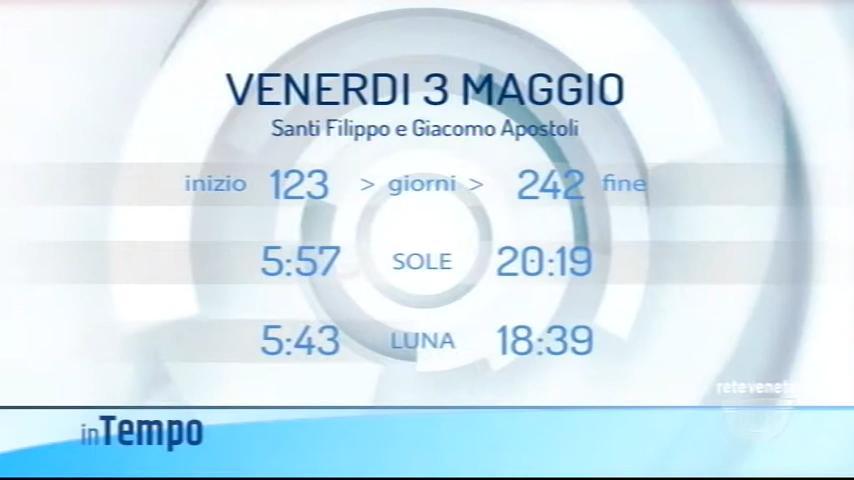 VENERDI 3 MAGGIO
Santi Filippo e Giacomo Apostoli
inizio 123 > giorni > 242 fine
5:57 SOLE 20:19
5:43 LUNA 18:39
reteveneta
inTempo